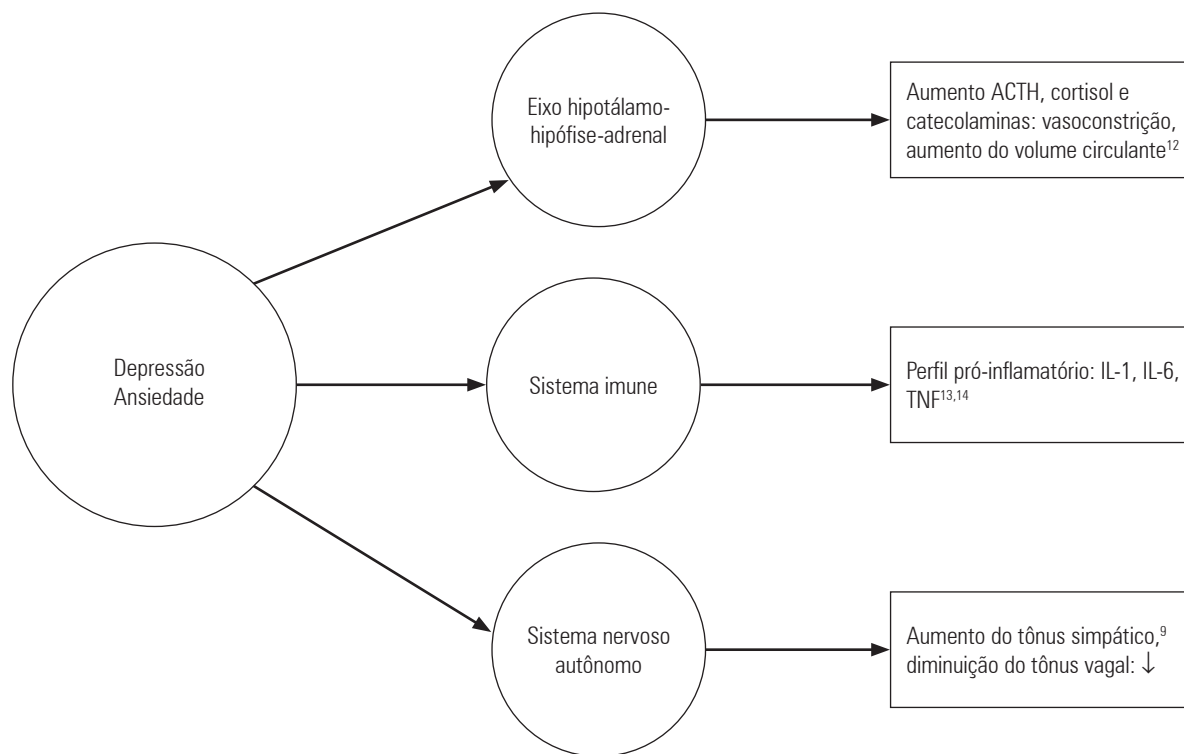 Depressão
Ansiedade
Eixo hipotálamo-
hipófise-adrenal
Aumento ACTH, cortisol e
catecolaminas: vasoconstrição,
aumento do volume circulante¹²
Sistema imune
Perfil pró-inflamatório: IL-1, IL-6,
TNF¹³,¹⁴
Sistema nervoso
autônomo
Aumento do tônus simpático,⁹
diminuição do tônus vagal: ↓